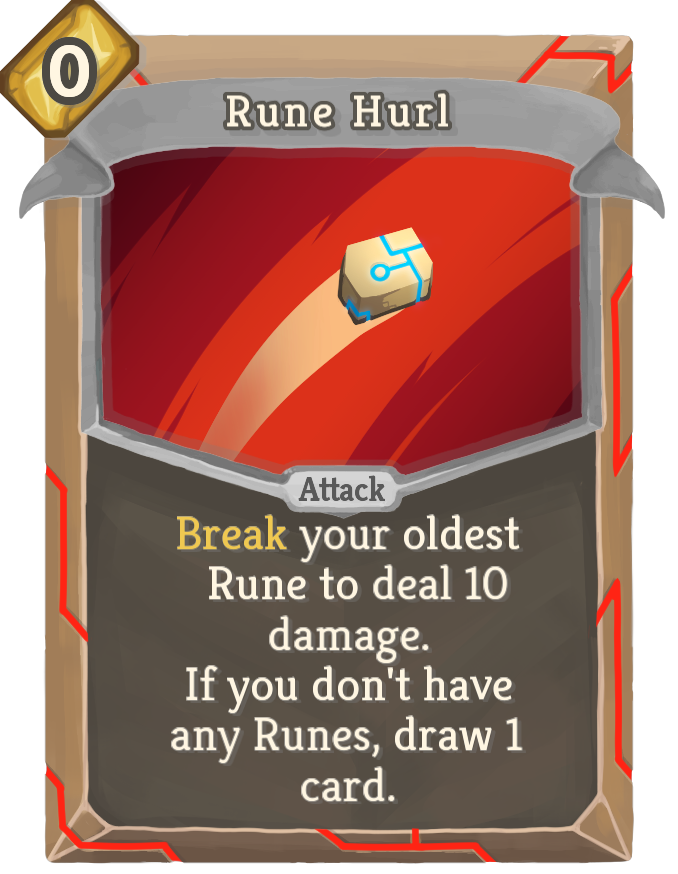 0
Rune Hurl
Attack
Break your oldest
Rune to deal 10
damage.
If you don't have
any Runes, draw 1
card.